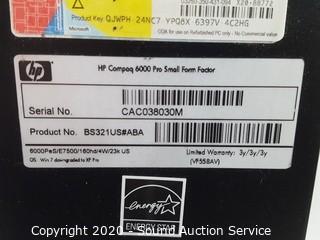 Product Key: QJWPH 24NC7 YPQ8X 6397V 4C2HG
X20-88772
COA for use on Refurbished PC only - No Commercial value
hp
HP Compaq 6000 Pro Small Form Factor
Serial No. CAC038030M
Product No. BS321US#ABA
6000PeS/E7500/160hd/4W/23k US
Limited Warranty: 3y/3y/3y
OS: Win 7 downgraded to XP Pro
(VF558AV)
energy
ENERGY STAR
Copyright 2020 - Source Auction Service